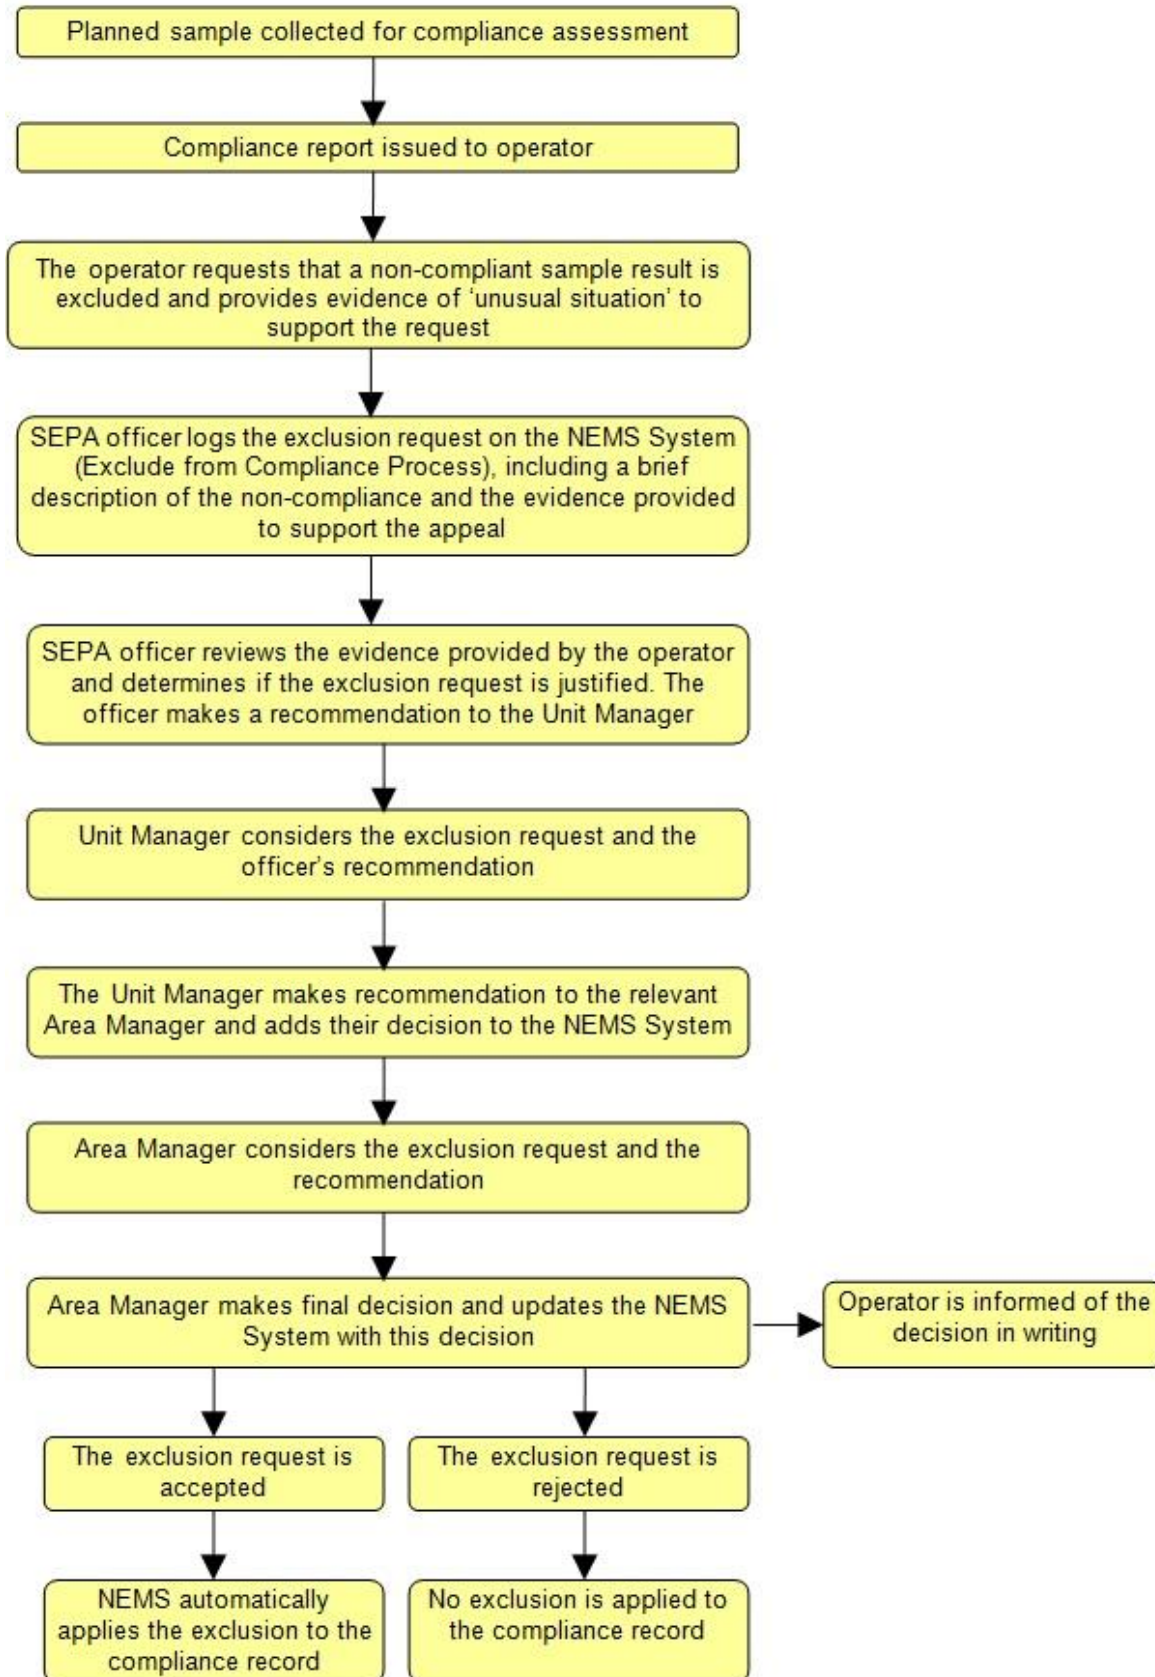 Planned sample collected for compliance assessment
Compliance report issued to operator
The operator requests that a non-compliant sample result is
excluded and provides evidence of ‘unusual situation’ to
support the request
SEPA officer logs the exclusion request on the NEMS System
(Exclude from Compliance Process), including a brief
description of the non-compliance and the evidence provided
to support the appeal
SEPA officer reviews the evidence provided by the operator
and determines if the exclusion request is justified. The
officer makes a recommendation to the Unit Manager
Unit Manager considers the exclusion request and the
officer’s recommendation
The Unit Manager makes recommendation to the relevant
Area Manager and adds their decision to the NEMS System
Area Manager considers the exclusion request and the
recommendation
Area Manager makes final decision and updates the NEMS
System with this decision
Operator is informed of the
decision in writing
The exclusion request is
accepted
The exclusion request is
rejected
NEMS automatically
applies the exclusion to the
compliance record
No exclusion is applied to
the compliance record